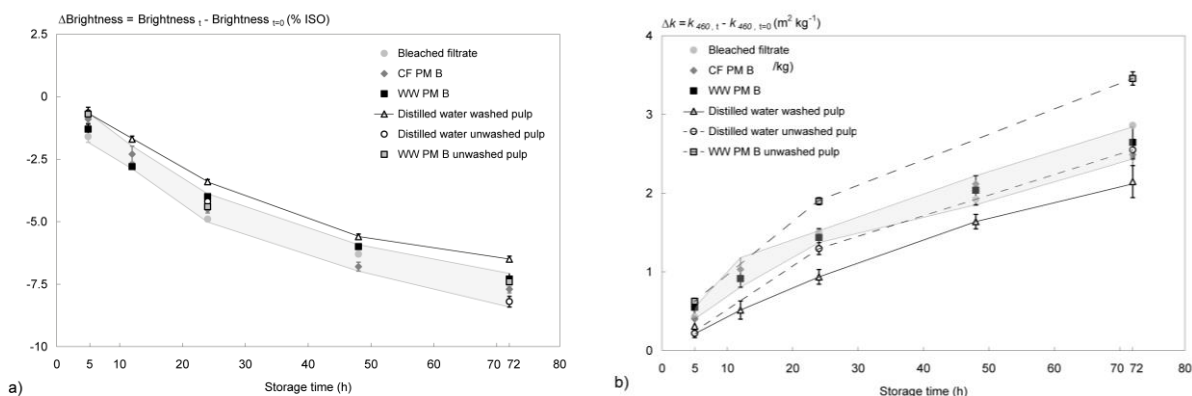 ΔBrightness = Brightness t - Brightness t=0 (% ISO)
2.5
0
-2.5
-5.0
-7.5
-10
Bleached filtrate
CF PM B
WW PM B
Distilled water washed pulp
Distilled water unwashed pulp
WW PM B unwashed pulp
0 5 10 20 30 40 50 60 70 72 80
Storage time (h)
a)
Δk = k 460, t - k 460, t=0 (m² kg⁻¹)
4
3
2
1
0
Bleached filtrate
CF PM B /kg)
WW PM B
Distilled water washed pulp
Distilled water unwashed pulp
WW PM B unwashed pulp
0 5 10 20 30 40 50 60 70 72 80
Storage time (h)
b)